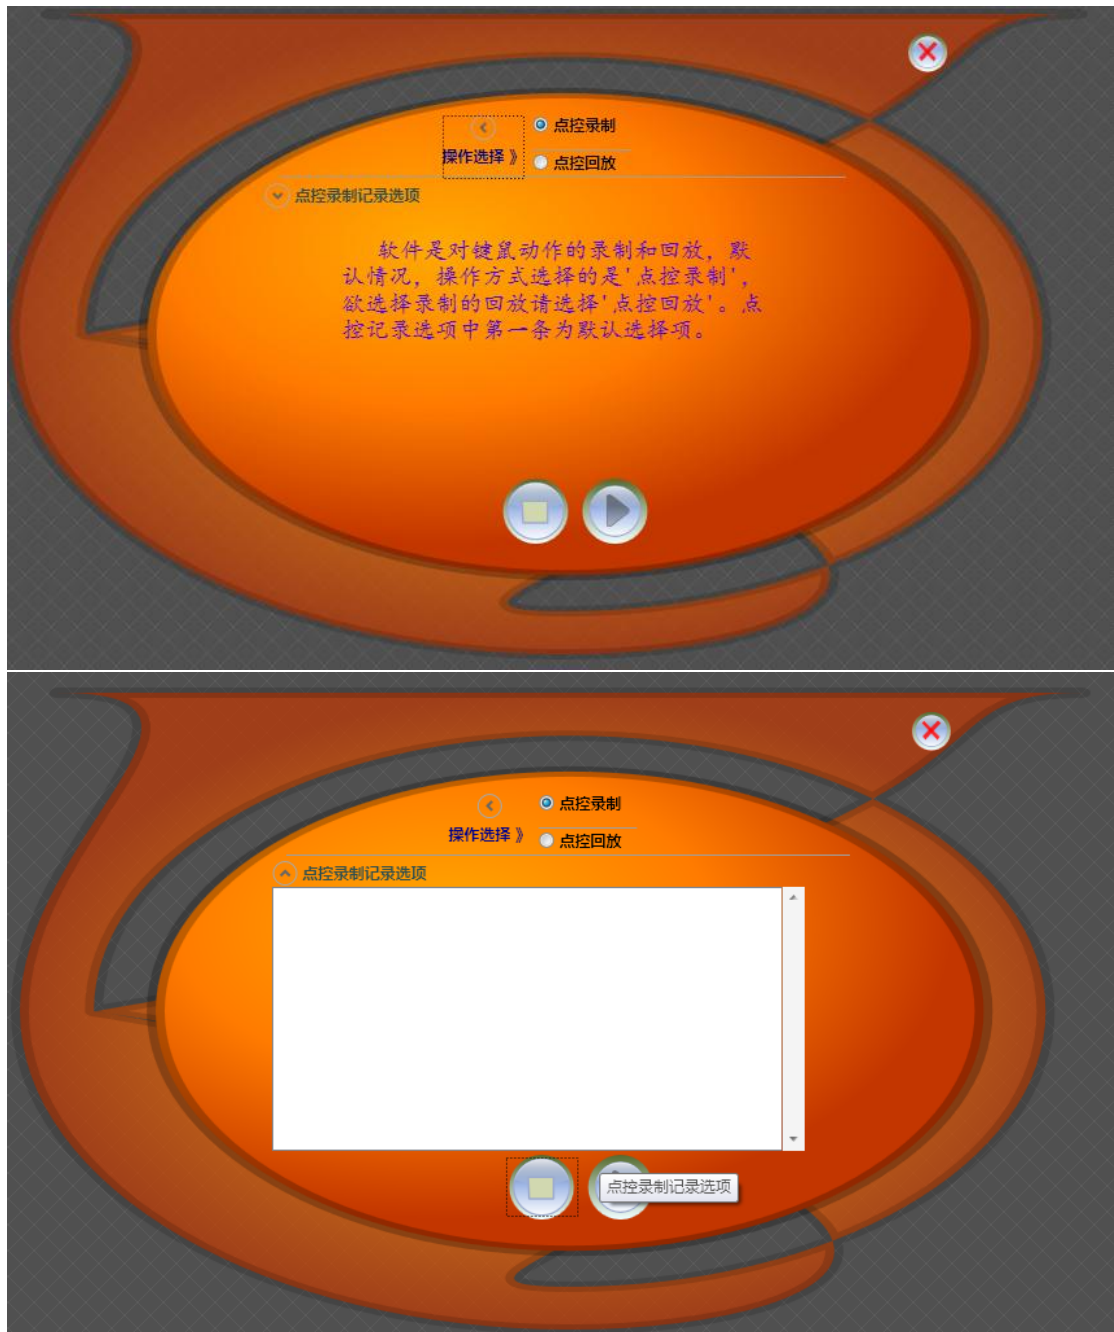 点控录制
操作选择 》
点控回放
点控录制记录选项
软件是对键鼠动作的录制和回放，默
认情况，操作方式选择的是'点控录制'，
欲选择录制的回放请选择'点控回放'。点
控记录选项中第一条为默认选择项。
点控录制
操作选择 》
点控回放
点控录制记录选项
点控录制记录选项